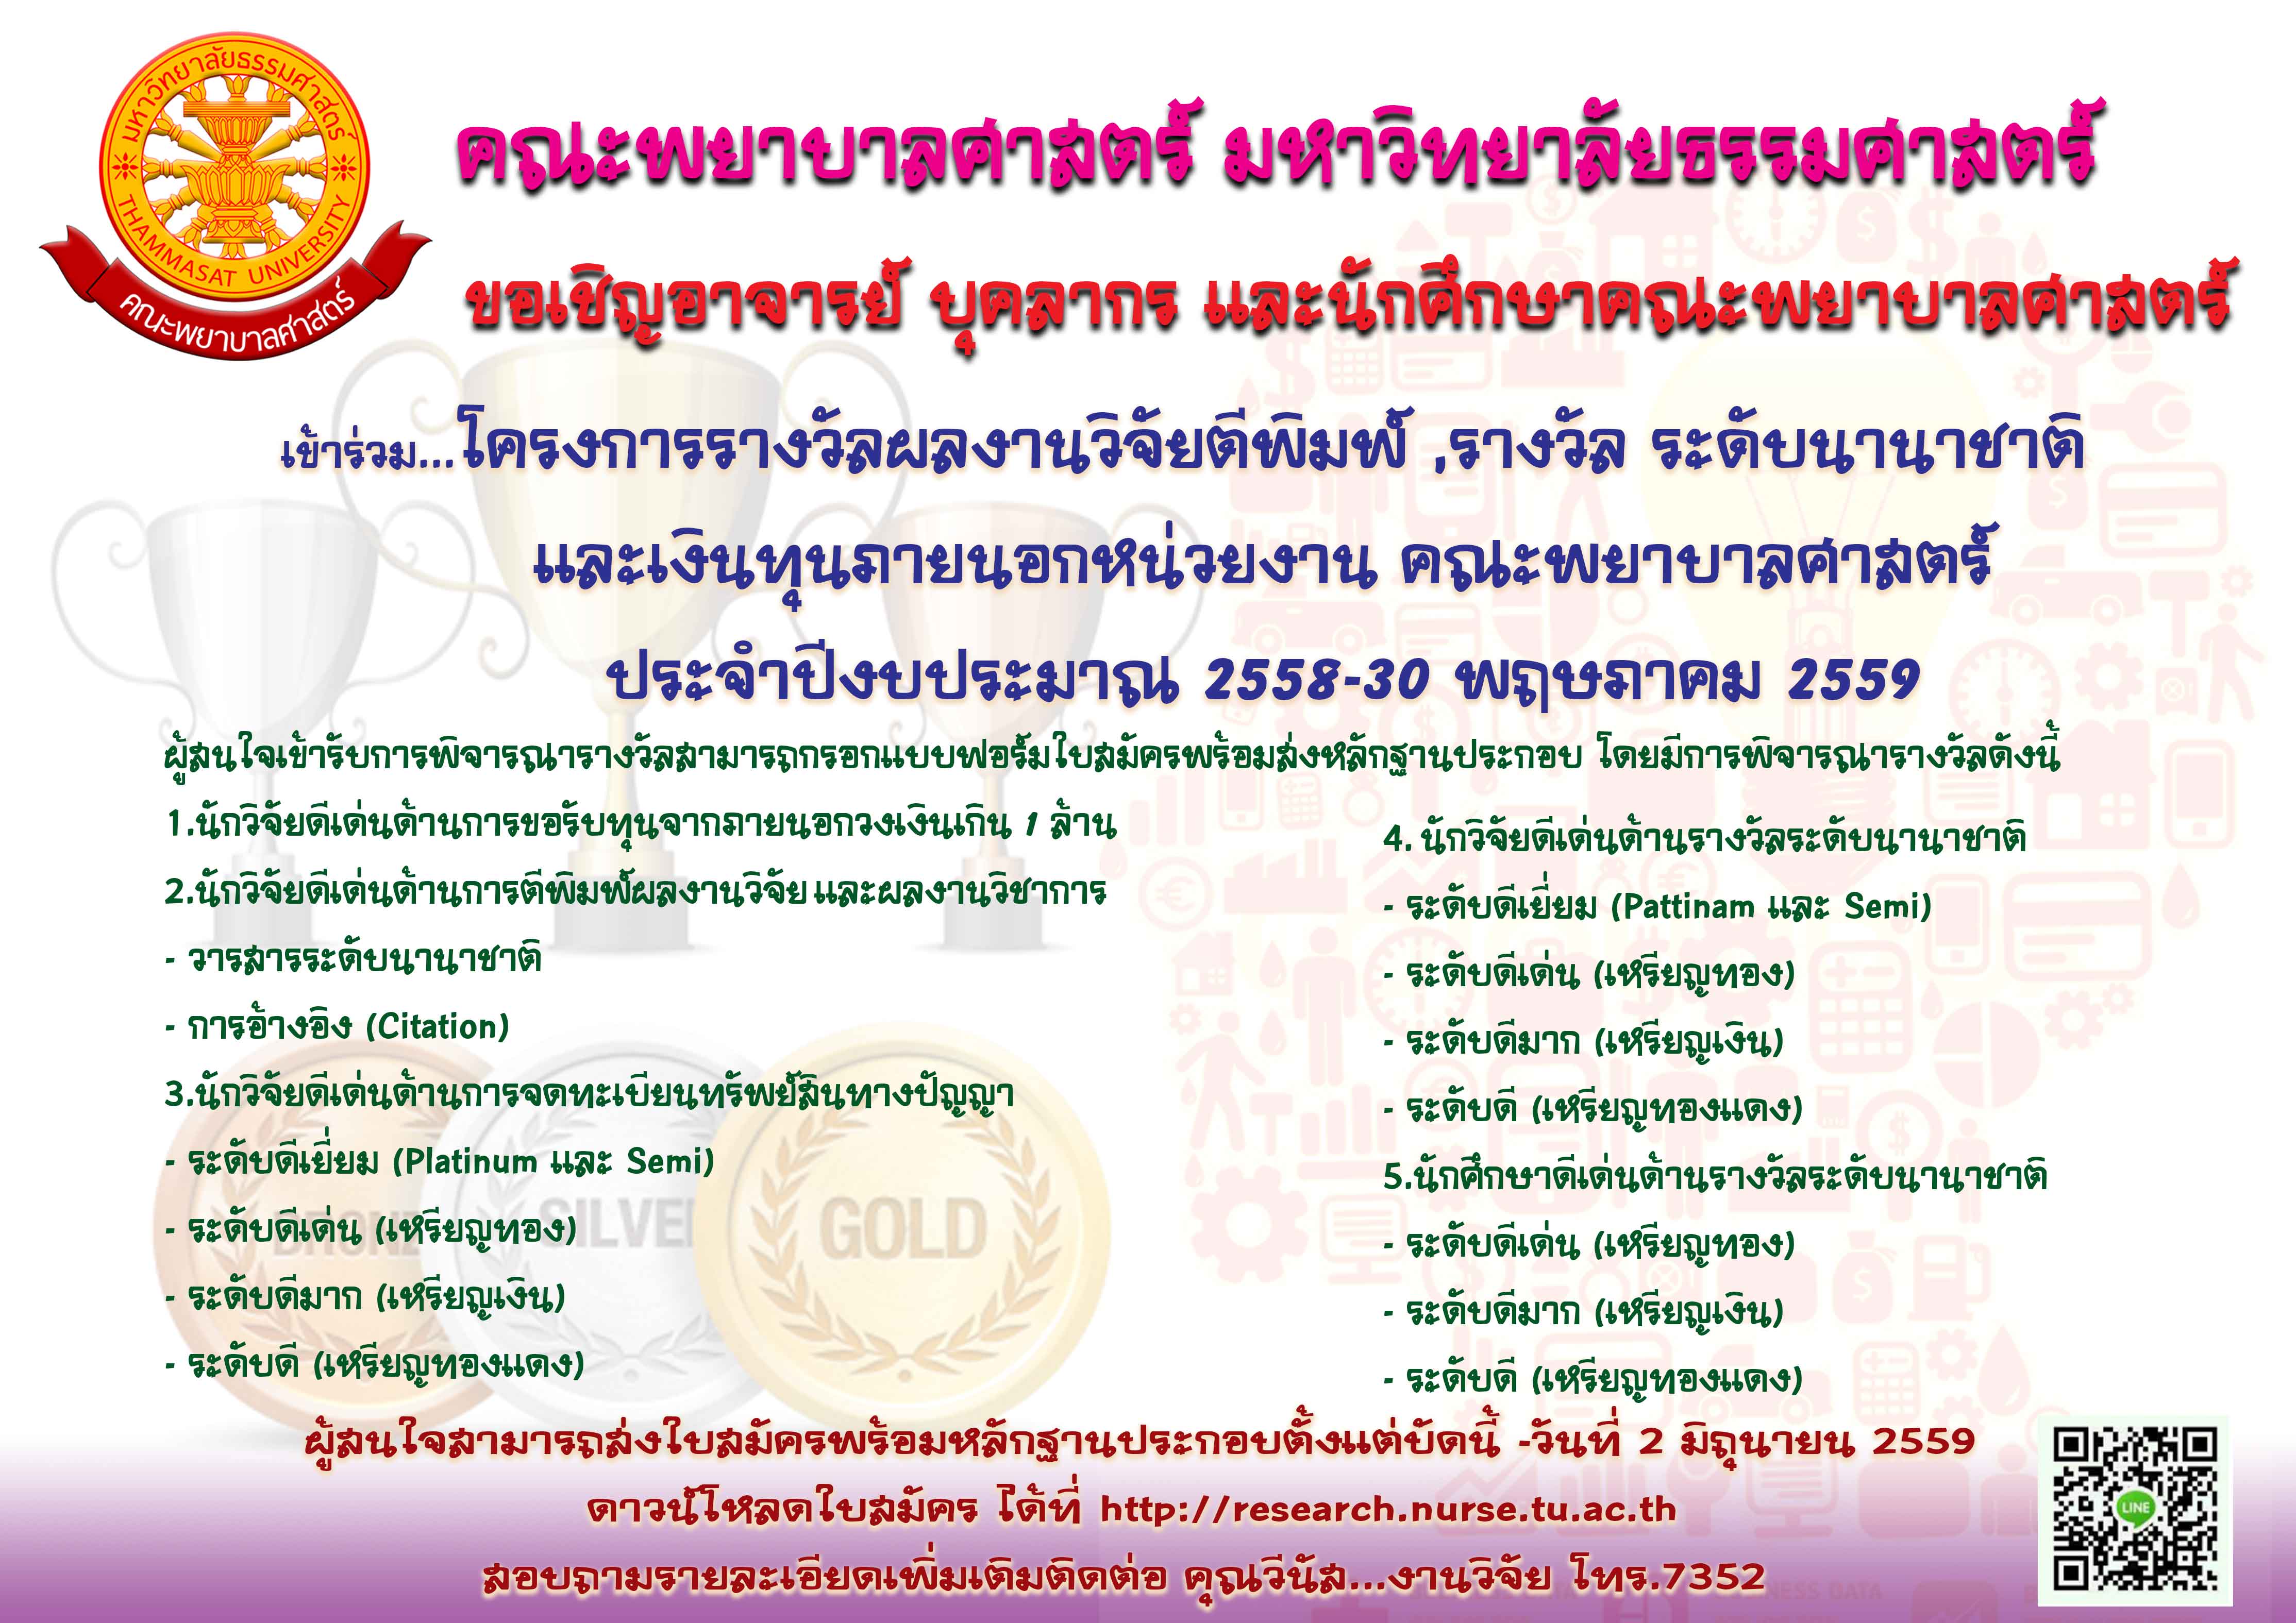 มหาวิทยาลัยธรรมศาสตร์
THAMMASAT UNIVERSITY
คณะพยาบาลศาสตร์
คณะพยาบาลศาสตร์ มหาวิทยาลัยธรรมศาสตร์
ขอเชิญอาจารย์ บุคลากร และนักศึกษาคณะพยาบาลศาสตร์
เข้าร่วม...โครงการรางวัลผลงานวิจัยตีพิมพ์ ,รางวัล ระดับนานาชาติ
และเงินทุนภายนอกหน่วยงาน คณะพยาบาลศาสตร์
ประจำปีงบประมาณ 2558-30 พฤษภาคม 2559
ผู้สนใจเข้ารับการพิจารณารางวัลสามารถกรอกแบบฟอร์มใบสมัครพร้อมส่งหลักฐานประกอบ โดยมีการพิจารณารางวัลดังนี้
1.นักวิจัยดีเด่นด้านการขอรับทุนจากภายนอกวงเงินเกิน 1 ล้าน
2.นักวิจัยดีเด่นด้านการตีพิมพ์ผลงานวิจัย และผลงานวิชาการ
- วารสารระดับนานาชาติ
- การอ้างอิง (Citation)
3.นักวิจัยดีเด่นด้านการจดทะเบียนทรัพย์สินทางปัญญา
- ระดับดีเยี่ยม (Platinum และ Semi)
- ระดับดีเด่น (เหรียญทอง)
- ระดับดีมาก (เหรียญเงิน)
- ระดับดี (เหรียญทองแดง)
4. นักวิจัยดีเด่นด้านรางวัลระดับนานาชาติ
- ระดับดีเยี่ยม (Pattinam และ Semi)
- ระดับดีเด่น (เหรียญทอง)
- ระดับดีมาก (เหรียญเงิน)
- ระดับดี (เหรียญทองแดง)
5.นักศึกษาดีเด่นด้านรางวัลระดับนานาชาติ
- ระดับดีเด่น (เหรียญทอง)
- ระดับดีมาก (เหรียญเงิน)
- ระดับดี (เหรียญทองแดง)
BRONZ
SILVER
GOLD
ผู้สนใจสามารถส่งใบสมัครพร้อมหลักฐานประกอบตั้งแต่บัดนี้ -วันที่ 2 มิถุนายน 2559
ดาวน์โหลดใบสมัคร ได้ที่ http://research.nurse.tu.ac.th
สอบถามรายละเอียดเพิ่มเติมติดต่อ คุณวีนัส...งานวิจัย โทร.7352
LINE